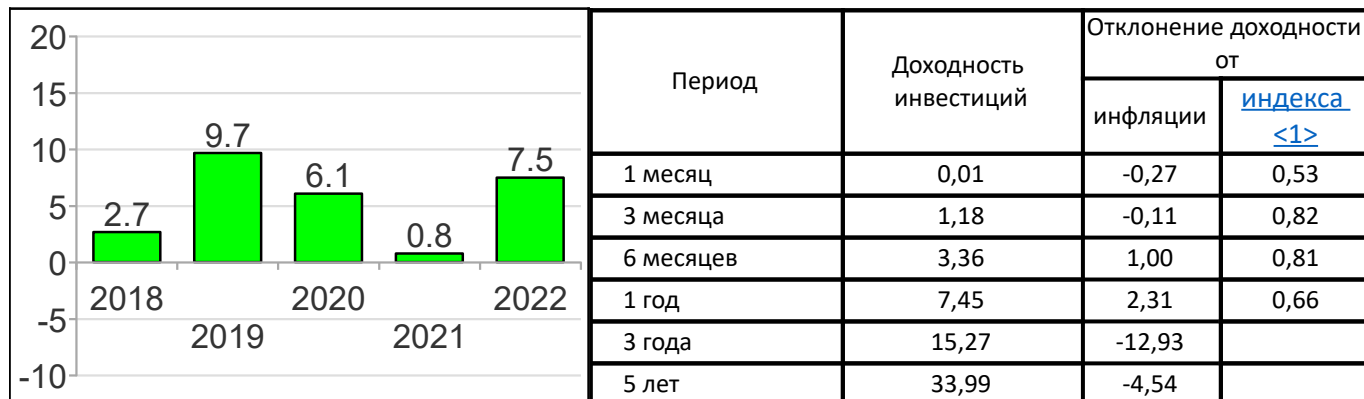 20
15
10
5
0
-5
-10
2.7
9.7
6.1
0.8
7.5
2018
2019
2020
2021
2022
Период
Доходность
инвестиций
Отклонение доходности
от
инфляции
индекса
<1>
1 месяц 0,01 -0,27 0,53
3 месяца 1,18 -0,11 0,82
6 месяцев 3,36 1,00 0,81
1 год 7,45 2,31 0,66
3 года 15,27 -12,93
5 лет 33,99 -4,54